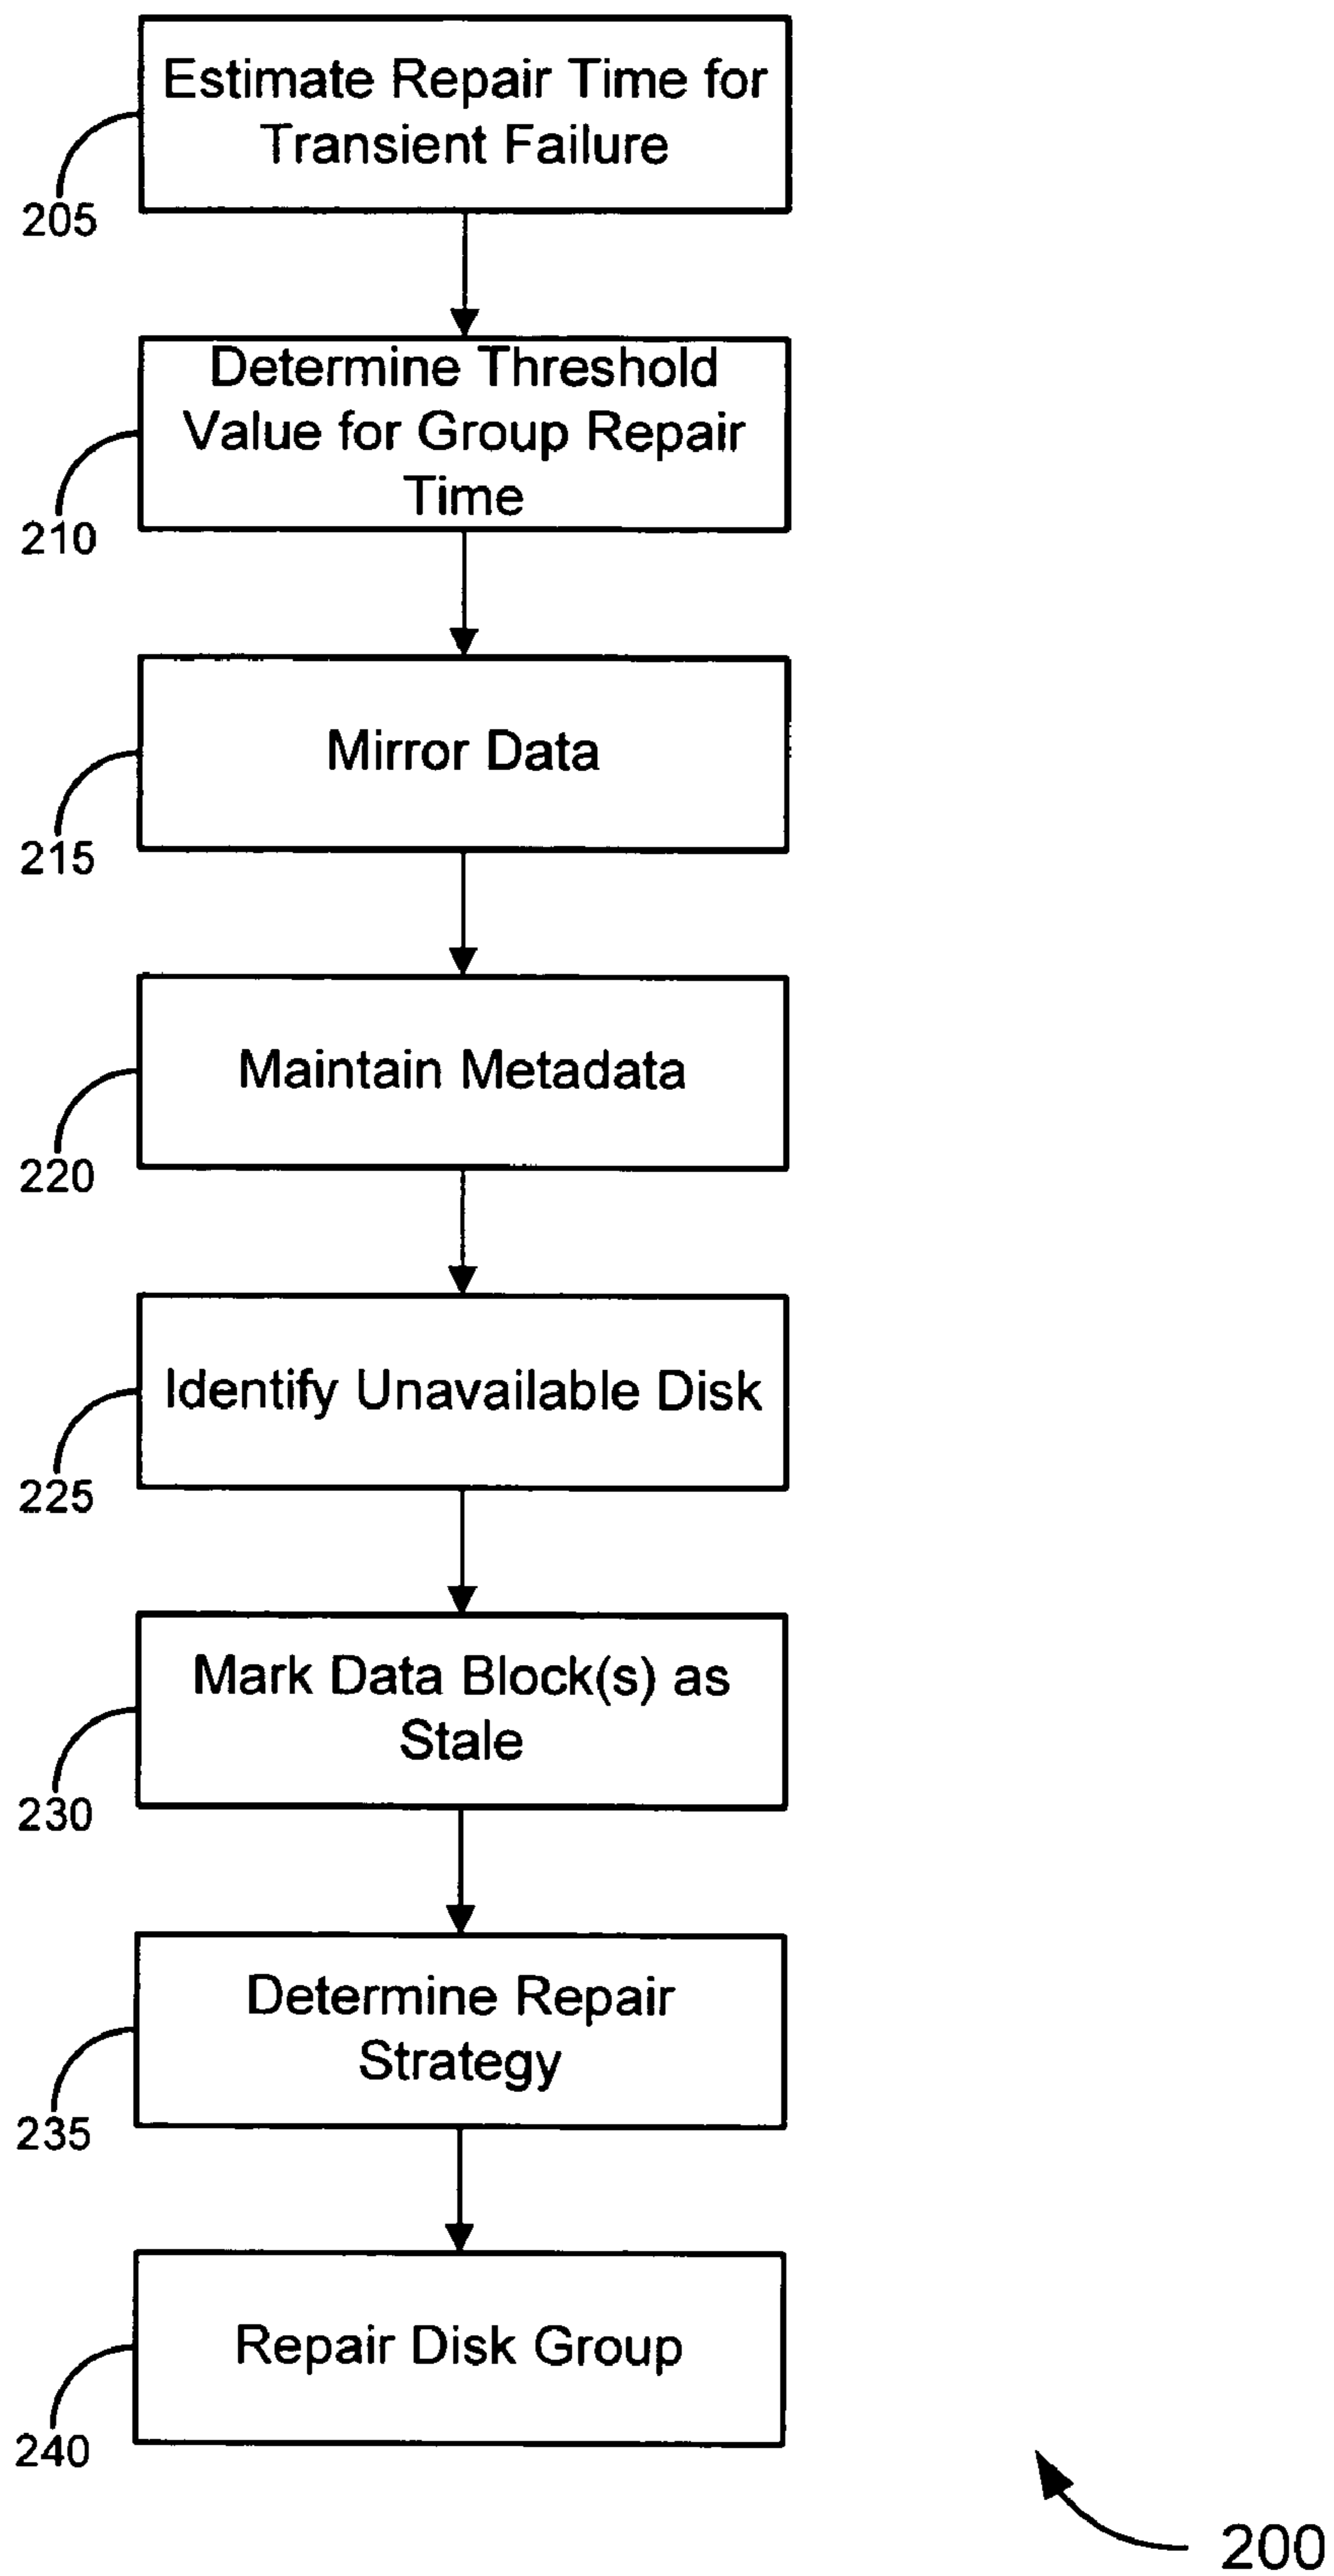 Estimate Repair Time for
Transient Failure
205
Determine Threshold
Value for Group Repair
Time
210
Mirror Data
215
Maintain Metadata
220
Identify Unavailable Disk
225
Mark Data Block(s) as
Stale
230
Determine Repair
Strategy
235
Repair Disk Group
240
200